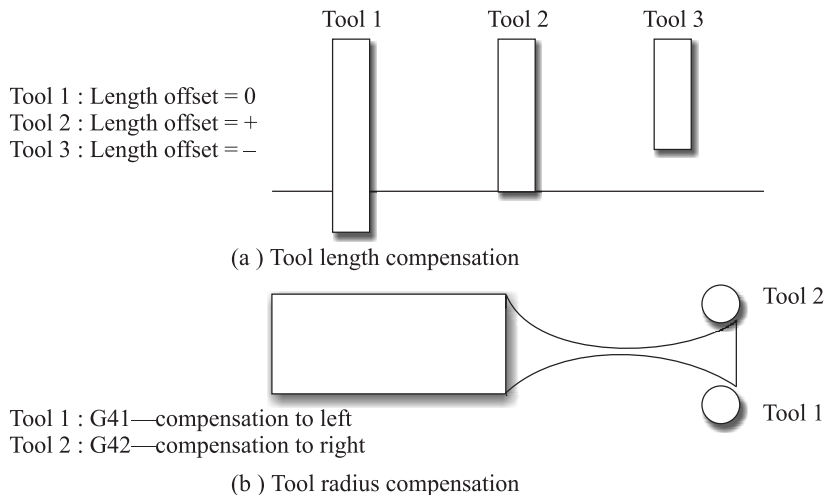 Tool 1 Tool 2 Tool 3
Tool 1 : Length offset = 0
Tool 2 : Length offset = +
Tool 3 : Length offset = –
(a ) Tool length compensation
Tool 2
Tool 1
Tool 1 : G41—compensation to left
Tool 2 : G42—compensation to right
(b ) Tool radius compensation